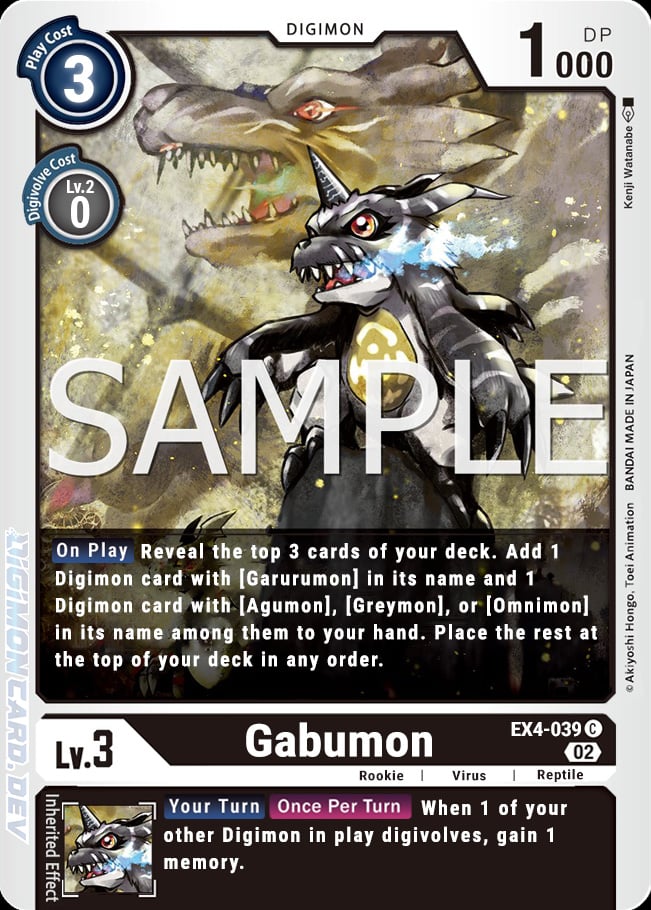 DIGIMON
Play Cost
3
DP
1000
Digivolve Cost
Lv.2
0
Kenji Watanabe
SAMPLE
On Play Reveal the top 3 cards of your deck. Add 1
Digimon card with [Garurumon] in its name and 1
Digimon card with [Agumon], [Greymon], or [Omnimon]
in its name among them to your hand. Place the rest at
the top of your deck in any order.
© Akiyoshi Hongo, Toei Animation BANDAI MADE IN JAPAN
DIGIMONCARD.DEV
Lv.3
Gabumon
EX4-039 C
02
Rookie | Virus | Reptile
Inherited Effect
Your Turn Once Per Turn When 1 of your
other Digimon in play digivolves, gain 1
memory.